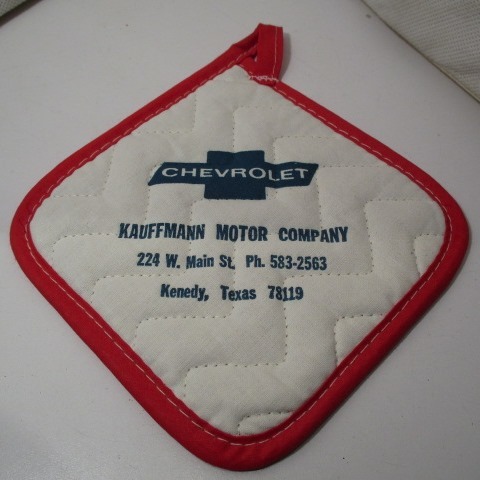 CHEVROLET
KAUFFMANN MOTOR COMPANY
224 W. Main St. Ph. 583-2563
Kenedy, Texas 78119